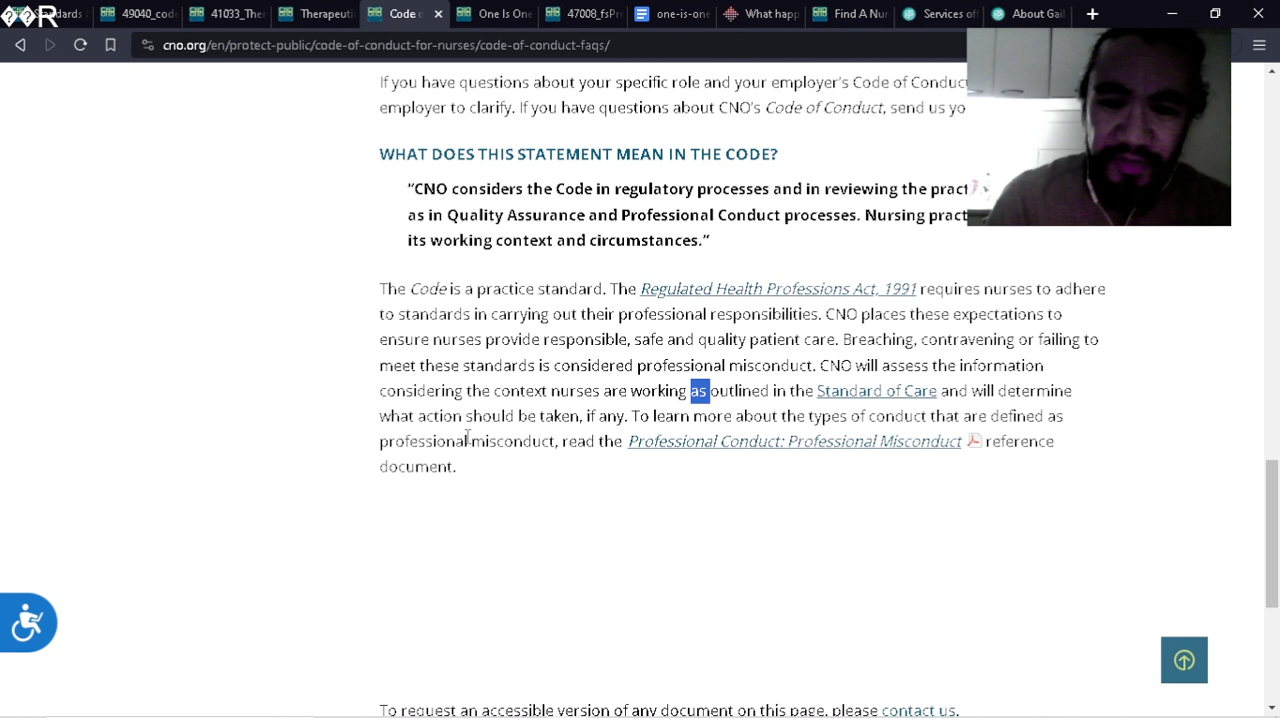 ��R
Standards
49040_cod
41033_The
Therapeuti
Code o
One Is One
47008_fsPr
one-is-one
What happ
Find A Nur
Services of
About Gail
cno.org/en/protect-public/code-of-conduct-for-nurses/code-of-conduct-faqs/
If you have questions about your specific role and your employer's Code of Conduc
employer to clarify. If you have questions about CNO's Code of Conduct, send us yo
WHAT DOES THIS STATEMENT MEAN IN THE CODE?
"CNO considers the Code in regulatory processes and in reviewing the pract
as in Quality Assurance and Professional Conduct processes. Nursing pract
its working context and circumstances."
The Code is a practice standard. The Regulated Health Professions Act, 1991 requires nurses to adhere
to standards in carrying out their professional responsibilities. CNO places these expectations to
ensure nurses provide responsible, safe and quality patient care. Breaching, contravening or failing to
meet these standards is considered professional misconduct. CNO will assess the information
considering the context nurses are working as outlined in the Standard of Care and will determine
what action should be taken, if any. To learn more about the types of conduct that are defined as
professional misconduct, read the Professional Conduct: Professional Misconduct reference
document.
To request an accessible version of any document on this page, please contact us.